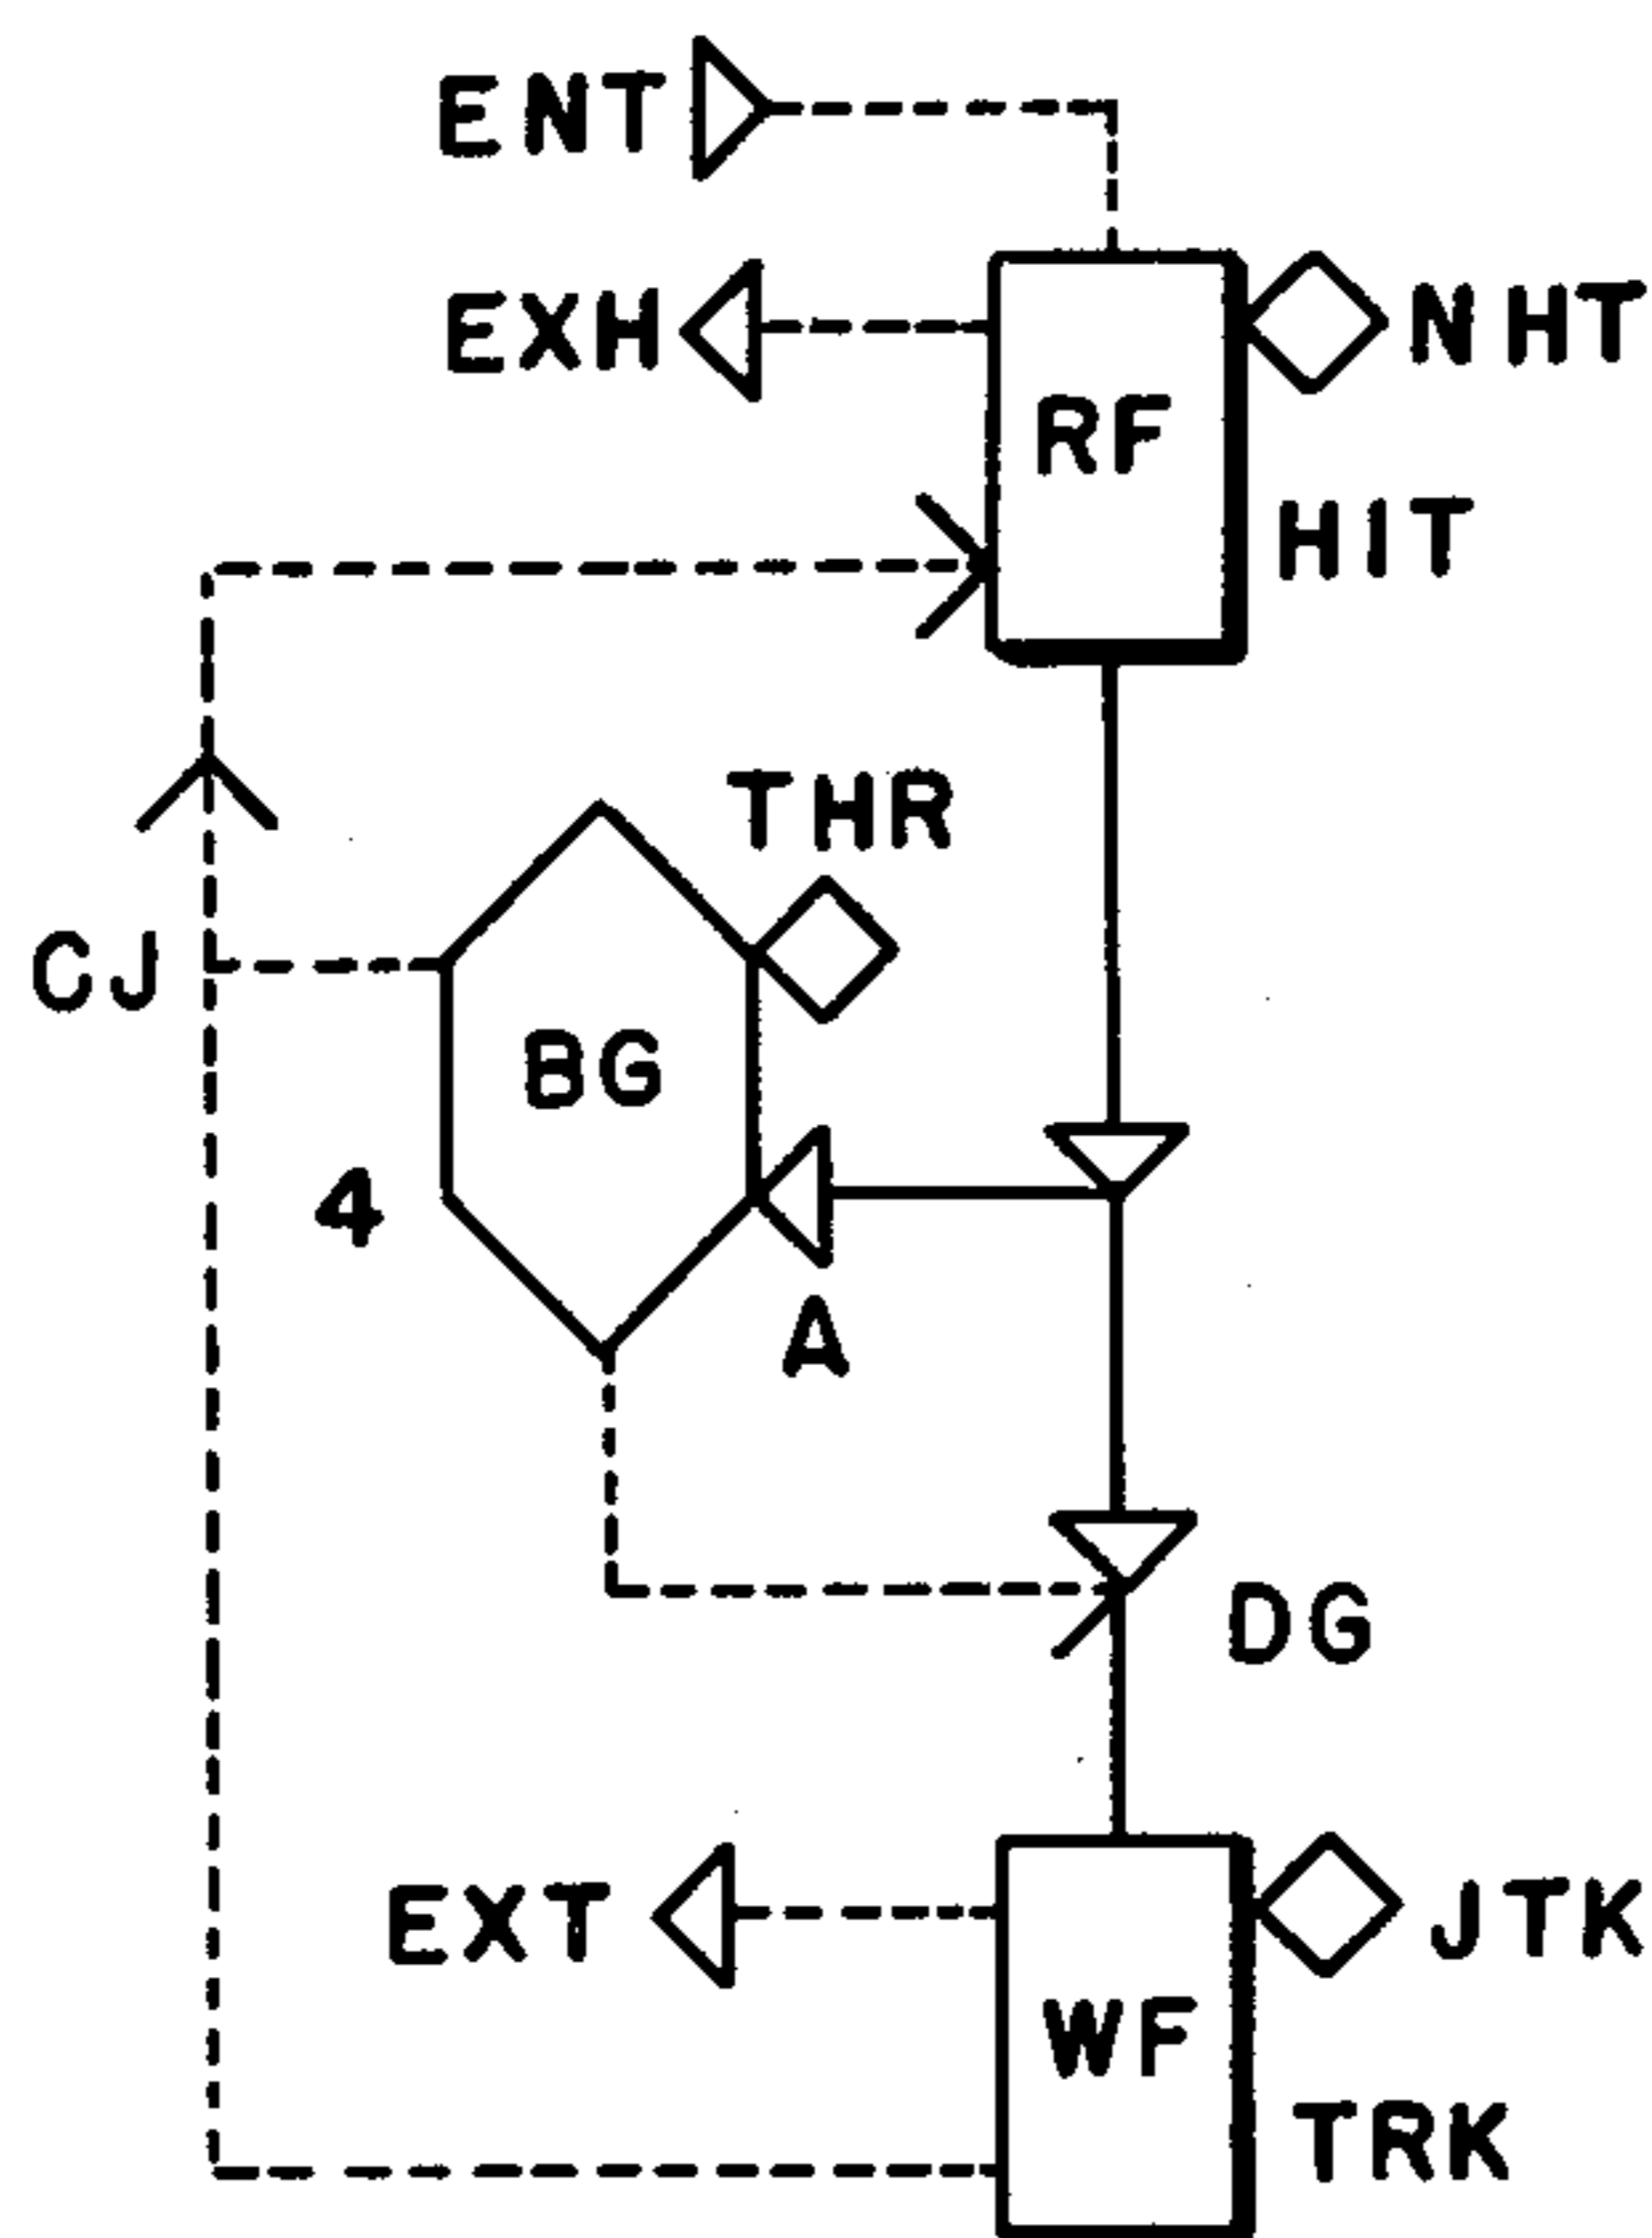 ENT
EXH
NHT
RF
HIT
THR
CJ
BG
4
A
DG
EXT
JTK
WF
TRK